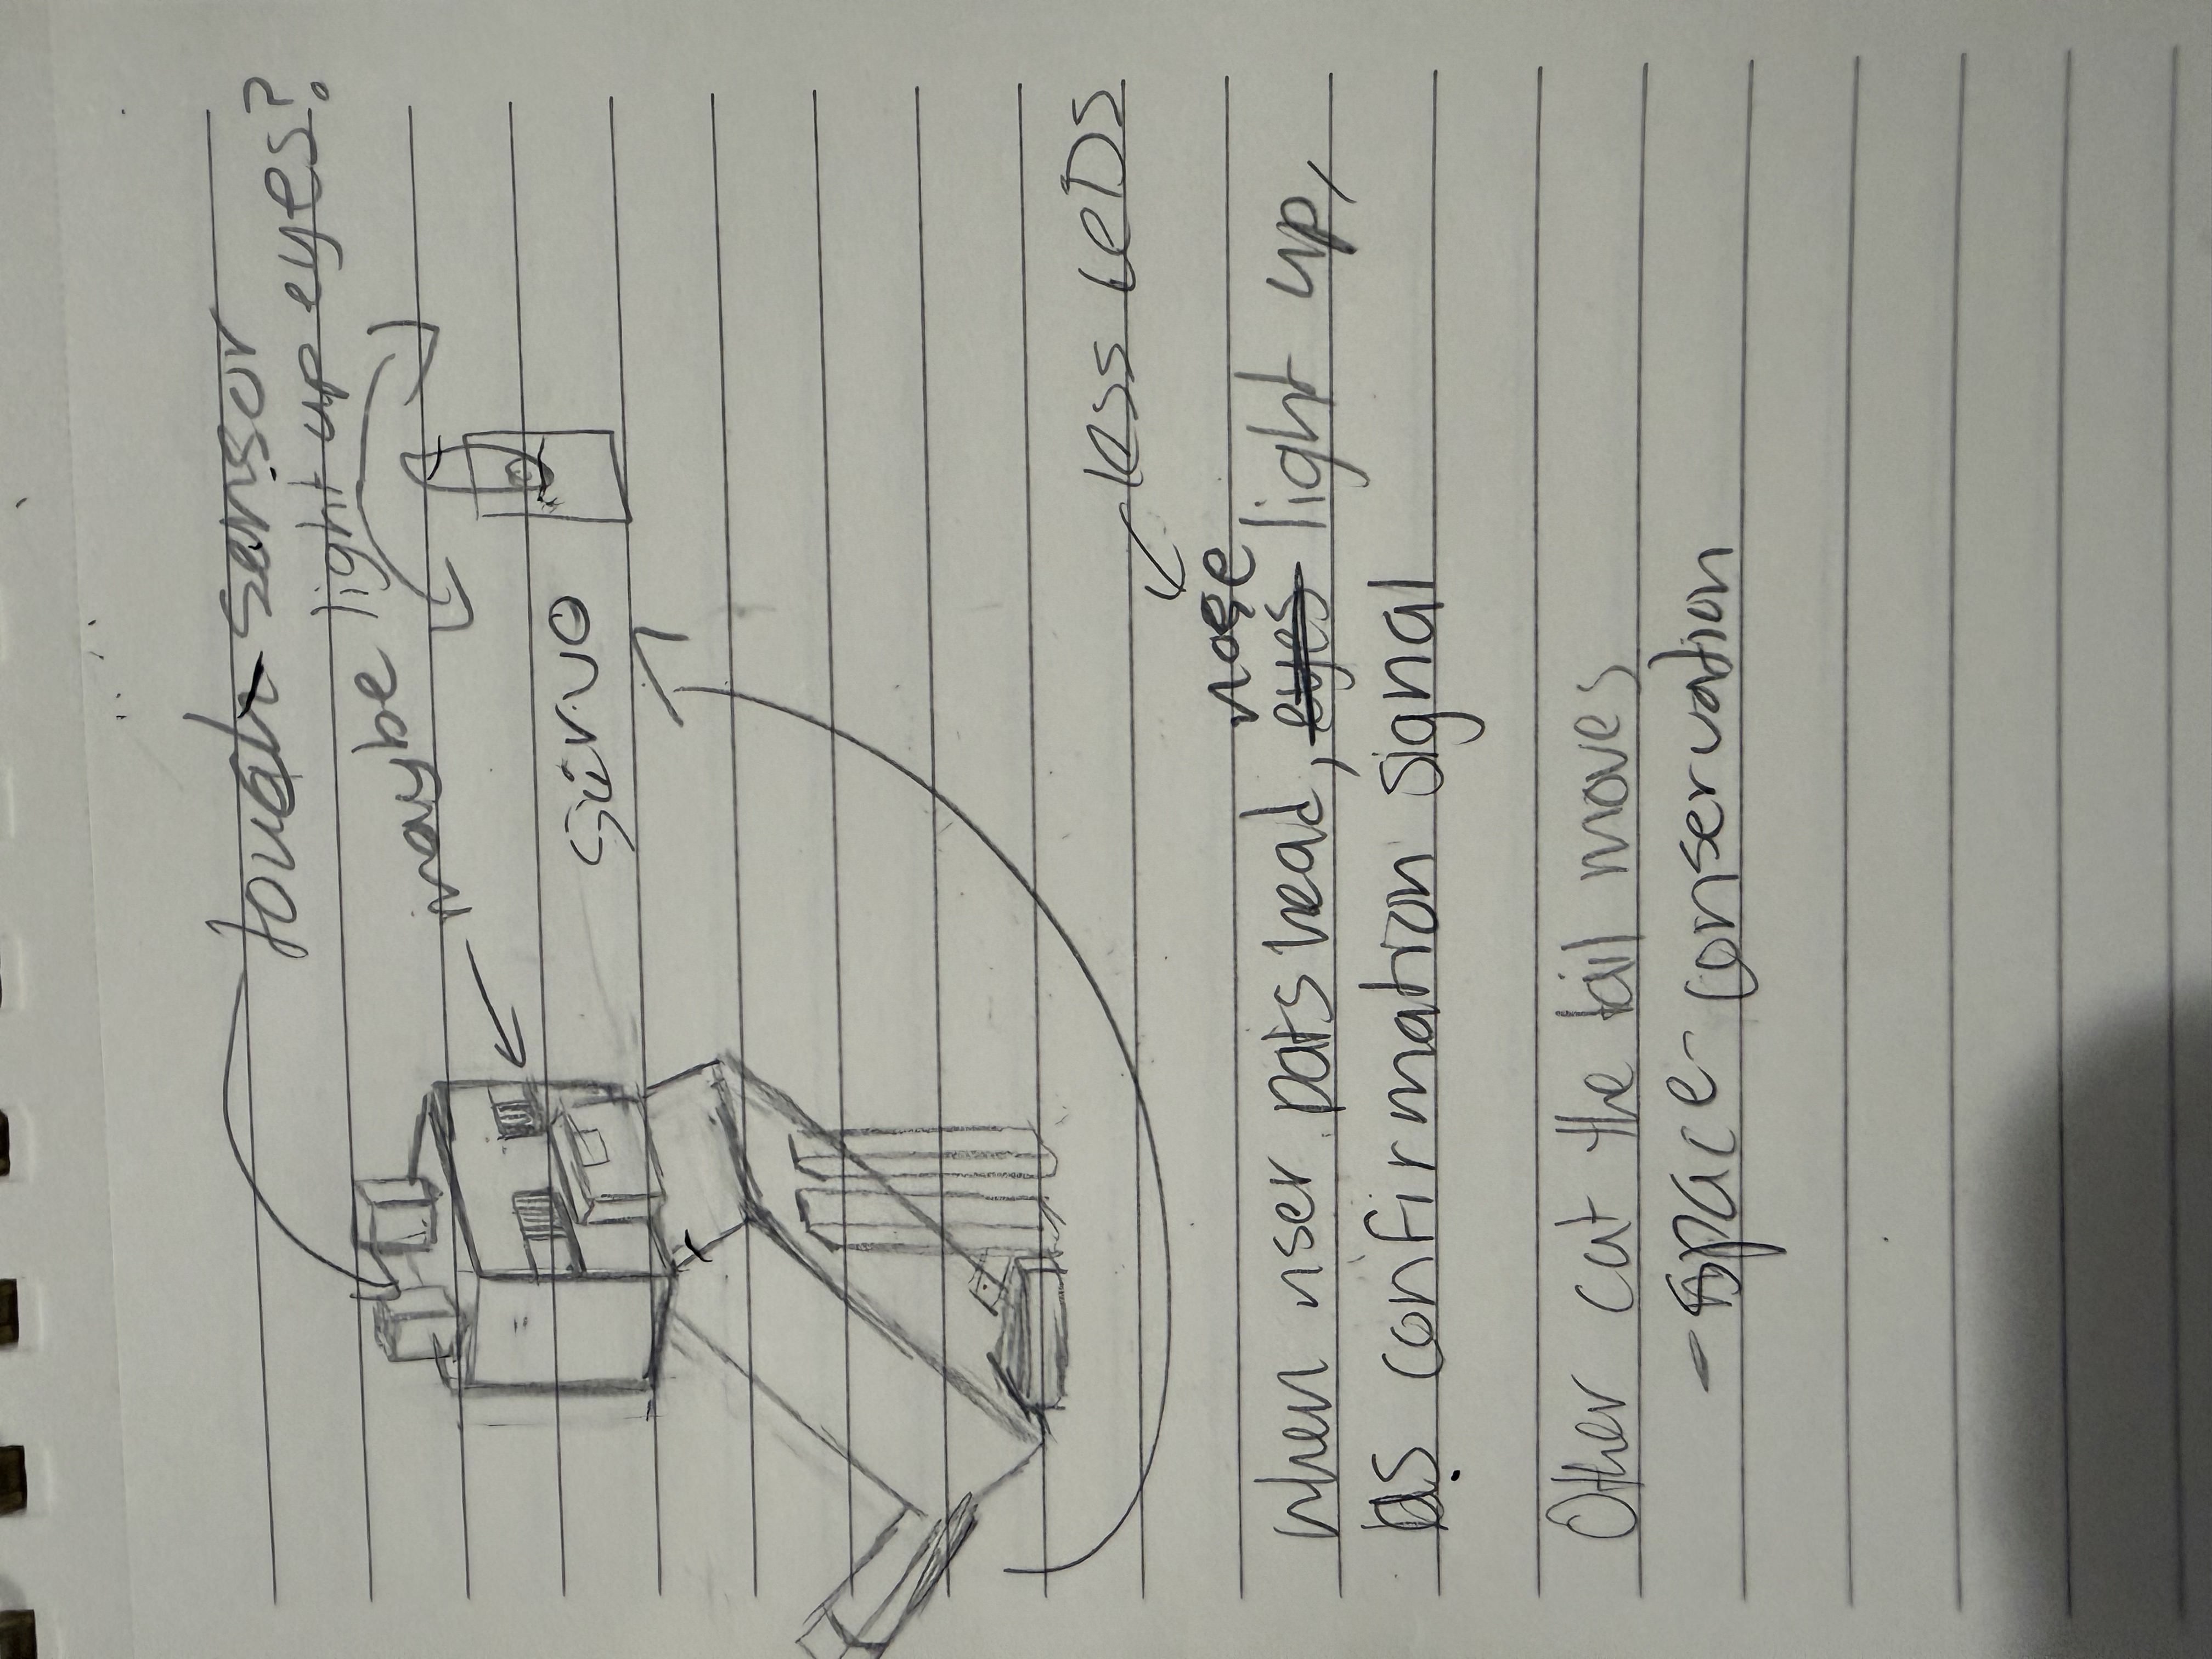 touch sensor
maybe light up eyes?
servo
less LEDs
nose
when user pats head, eyes light up,
as confirmation signal
Other cat the tail moves
- space conservation